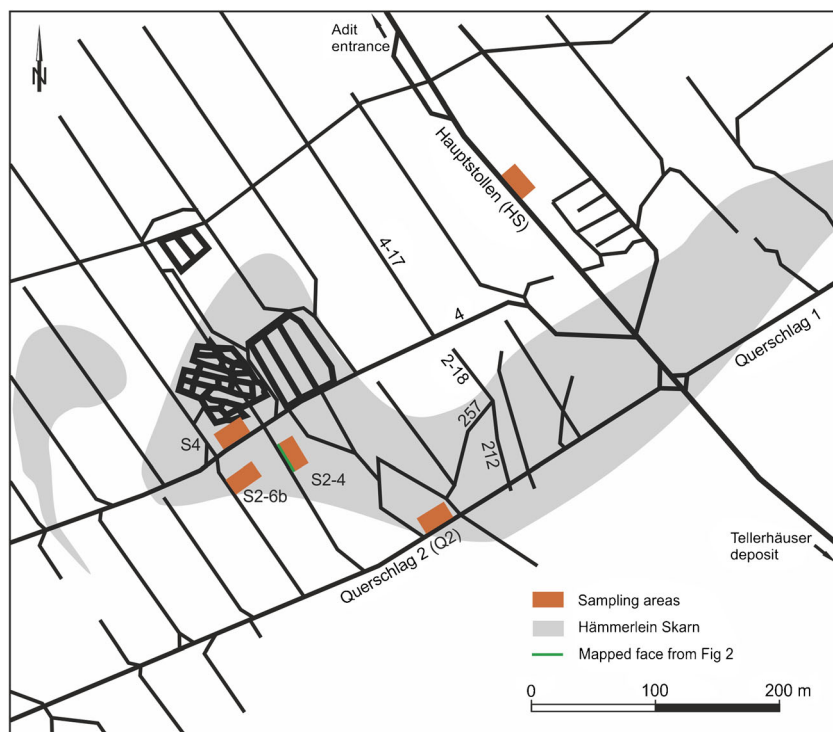 Adit
entrance
N
Hauptstollen (HS)
4-17
4
Querschlag 1
2-18
257
212
S4
S2-4
S2-6b
Querschlag 2 (Q2)
Tellerhäuser
deposit
Sampling areas
Hämmerlein Skarn
Mapped face from Fig 2
0 100 200 m